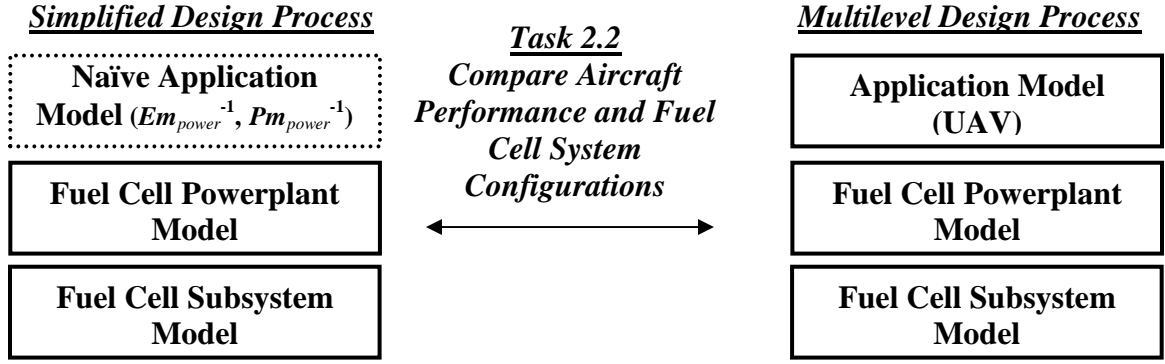 Simplified Design Process
Naïve Application
Model (Em_power^-1, Pm_power^-1)
Fuel Cell Powerplant
Model
Fuel Cell Subsystem
Model
Task 2.2
Compare Aircraft
Performance and Fuel
Cell System
Configurations
Multilevel Design Process
Application Model
(UAV)
Fuel Cell Powerplant
Model
Fuel Cell Subsystem
Model